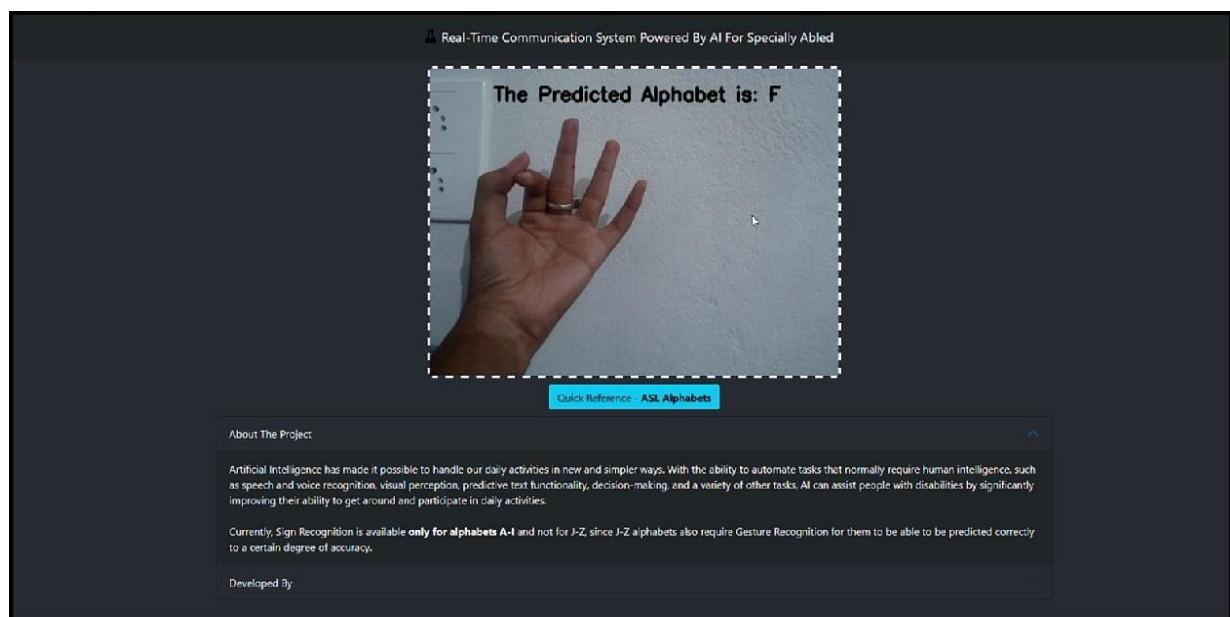 Real-Time Communication System Powered By AI For Specially Abled
The Predicted Alphabet is: F
Quick Reference - ASL Alphabets
About The Project
Artificial Intelligence has made it possible to handle our daily activities in new and simpler ways. With the ability to automate tasks that normally require human intelligence, such
as speech and voice recognition, visual perception, predictive text functionality, decision-making, and a variety of other tasks, AI can assist people with disabilities by significantly
improving their ability to get around and participate in daily activities.
Currently, Sign Recognition is available only for alphabets A-I and not for J-Z, since J-Z alphabets also require Gesture Recognition for them to be able to be predicted correctly
to a certain degree of accuracy.
Developed By